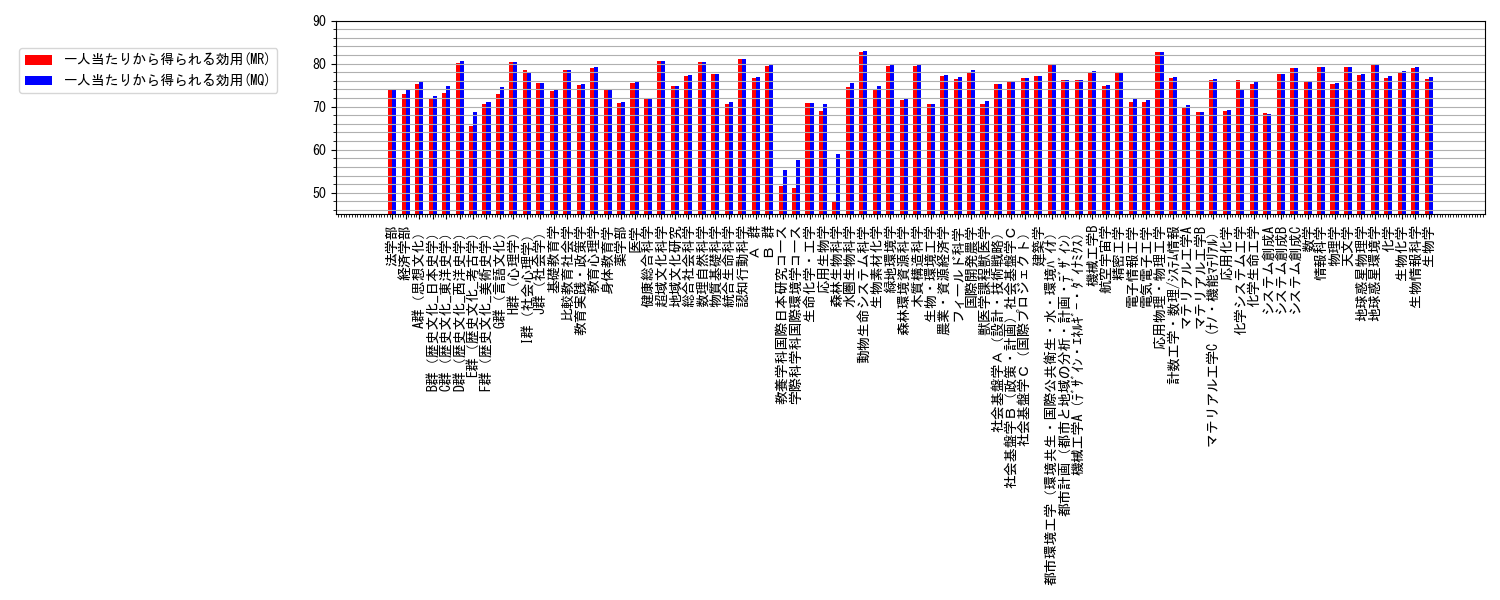 一人当たりから得られる効用(MR)
一人当たりから得られる効用(MQ)
90
80
70
60
50
法学部
経済学部
A群（思想文化）
B群（歴史文化_日本史学）
C群（歴史文化_東洋史学）
D群（歴史文化_西洋史学）
E群（歴史文化_考古学）
F群（歴史文化_美術史学）
G群（言語文化）
H群（心理学）
I群（社会心理学）
J群（社会学）
基礎教育学
比較教育社会学
教育実践・政策学
教育心理学
身体教育学
薬学部
医学
健康総合科学
超域文化科学
地域文化研究
総合社会科学
数理自然科学
物質基礎科学
統合生命科学
認知行動科学
Ａ 群
Ｂ 群
教養学科国際日本研究コース
学際科学科国際環境学コース
生命化学・工学
応用生物学
森林生物科学
水圏生物科学
動物生命システム科学
生物素材化学
緑地環境学
森林環境資源科学
木質構造科学
生物・環境工学
農業・資源経済学
フィールド科学
国際開発農学
獣医学課程獣医学
社会基盤学Ａ（設計・技術戦略）
社会基盤学Ｂ（政策・計画）社会基盤学Ｃ
社会基盤学Ｃ（国際プロジェクト）
建築学
都市環境工学（環境共生・国際公共衛生・水・環境バイオ）
都市計画（都市と地域の分析・計画・ﾃﾞｻﾞｲﾝ）
機械工学A（ﾃﾞｻﾞｲﾝ・ｴﾈﾙｷﾞｰ・ﾀﾞｲﾅﾐｸｽ）
機械工学B
航空宇宙学
精密工学
電子情報工学
電気電子工学
応用物理・物理工学
計数工学・数理/ｼｽﾃﾑ情報
マテリアル工学A
マテリアル工学B
マテリアル工学C（ﾅﾉ・機能ﾏﾃﾘｱﾙ）
応用化学
化学システム工学
化学生命工学
システム創成A
システム創成B
システム創成C
数学
情報科学
物理学
天文学
地球惑星物理学
地球惑星環境学
化学
生物化学
生物情報科学
生物学